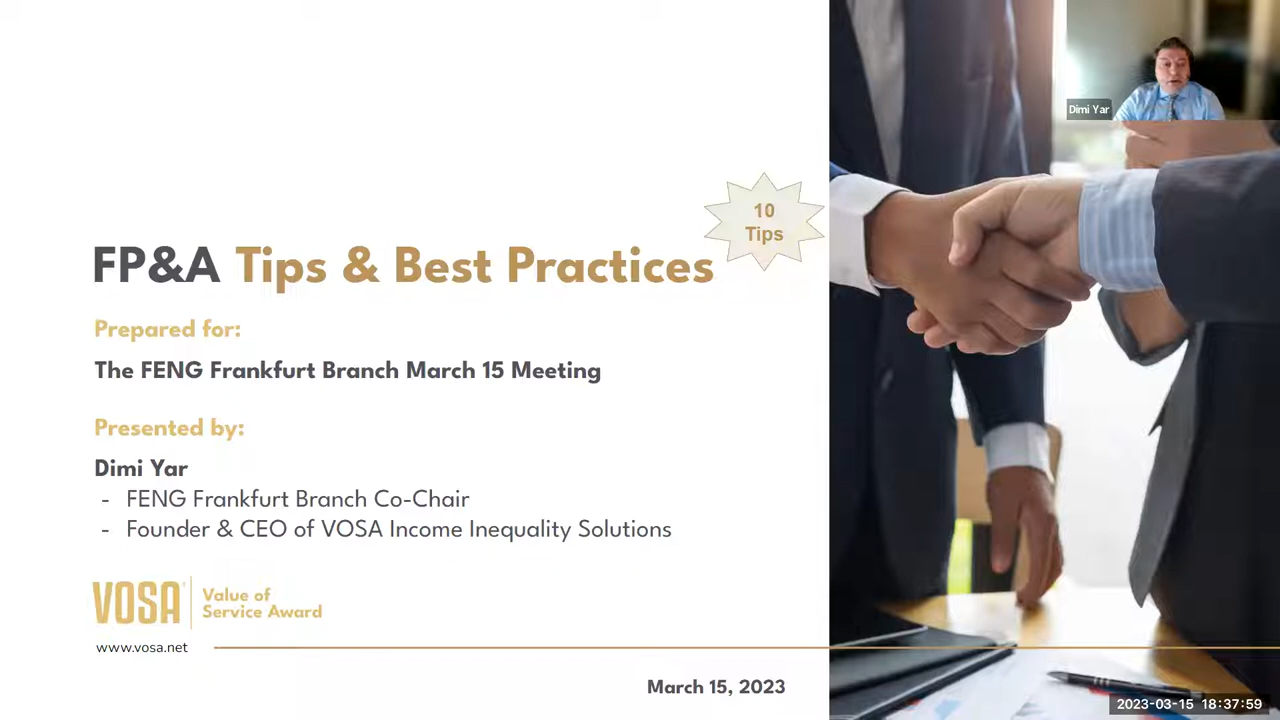 Dimi Yar
10
Tips
FP&A Tips & Best Practices
Prepared for:
The FENG Frankfurt Branch March 15 Meeting
Presented by:
Dimi Yar
- FENG Frankfurt Branch Co-Chair
- Founder & CEO of VOSA Income Inequality Solutions
VOSA® Value of
Service Award
www.vosa.net
March 15, 2023
2023-03-15 18:37:59